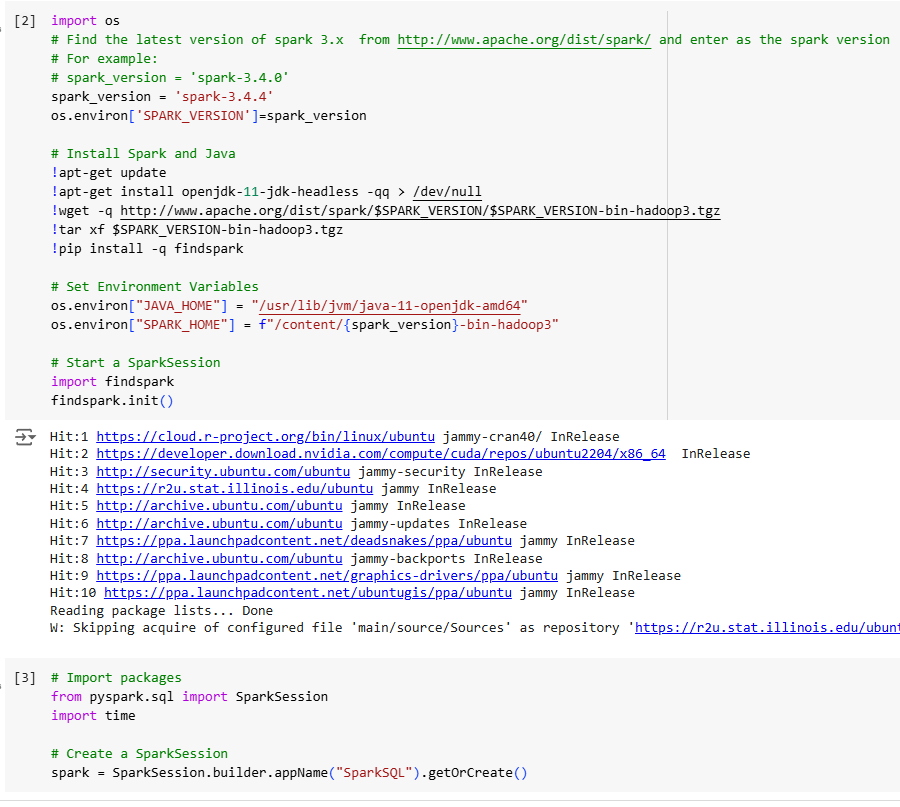 [2] import os
# Find the latest version of spark 3.x  from http://www.apache.org/dist/spark/ and enter as the spark version
# For example:
# spark_version = 'spark-3.4.0'
spark_version = 'spark-3.4.4'
os.environ['SPARK_VERSION']=spark_version

# Install Spark and Java
!apt-get update
!apt-get install openjdk-11-jdk-headless -qq > /dev/null
!wget -q http://www.apache.org/dist/spark/$SPARK_VERSION/$SPARK_VERSION-bin-hadoop3.tgz
!tar xf $SPARK_VERSION-bin-hadoop3.tgz
!pip install -q findspark

# Set Environment Variables
os.environ["JAVA_HOME"] = "/usr/lib/jvm/java-11-openjdk-amd64"
os.environ["SPARK_HOME"] = f"/content/{spark_version}-bin-hadoop3"

# Start a SparkSession
import findspark
findspark.init()
Hit:1 https://cloud.r-project.org/bin/linux/ubuntu jammy-cran40/ InRelease
Hit:2 https://developer.download.nvidia.com/compute/cuda/repos/ubuntu2204/x86_64  InRelease
Hit:3 http://security.ubuntu.com/ubuntu jammy-security InRelease
Hit:4 https://r2u.stat.illinois.edu/ubuntu jammy InRelease
Hit:5 http://archive.ubuntu.com/ubuntu jammy InRelease
Hit:6 http://archive.ubuntu.com/ubuntu jammy-updates InRelease
Hit:7 https://ppa.launchpadcontent.net/deadsnakes/ppa/ubuntu jammy InRelease
Hit:8 http://archive.ubuntu.com/ubuntu jammy-backports InRelease
Hit:9 https://ppa.launchpadcontent.net/graphics-drivers/ppa/ubuntu jammy InRelease
Hit:10 https://ppa.launchpadcontent.net/ubuntugis/ppa/ubuntu jammy InRelease
Reading package lists... Done
W: Skipping acquire of configured file 'main/source/Sources' as repository 'https://r2u.stat.illinois.edu/ubunt
[3] # Import packages
from pyspark.sql import SparkSession
import time

# Create a SparkSession
spark = SparkSession.builder.appName("SparkSQL").getOrCreate()